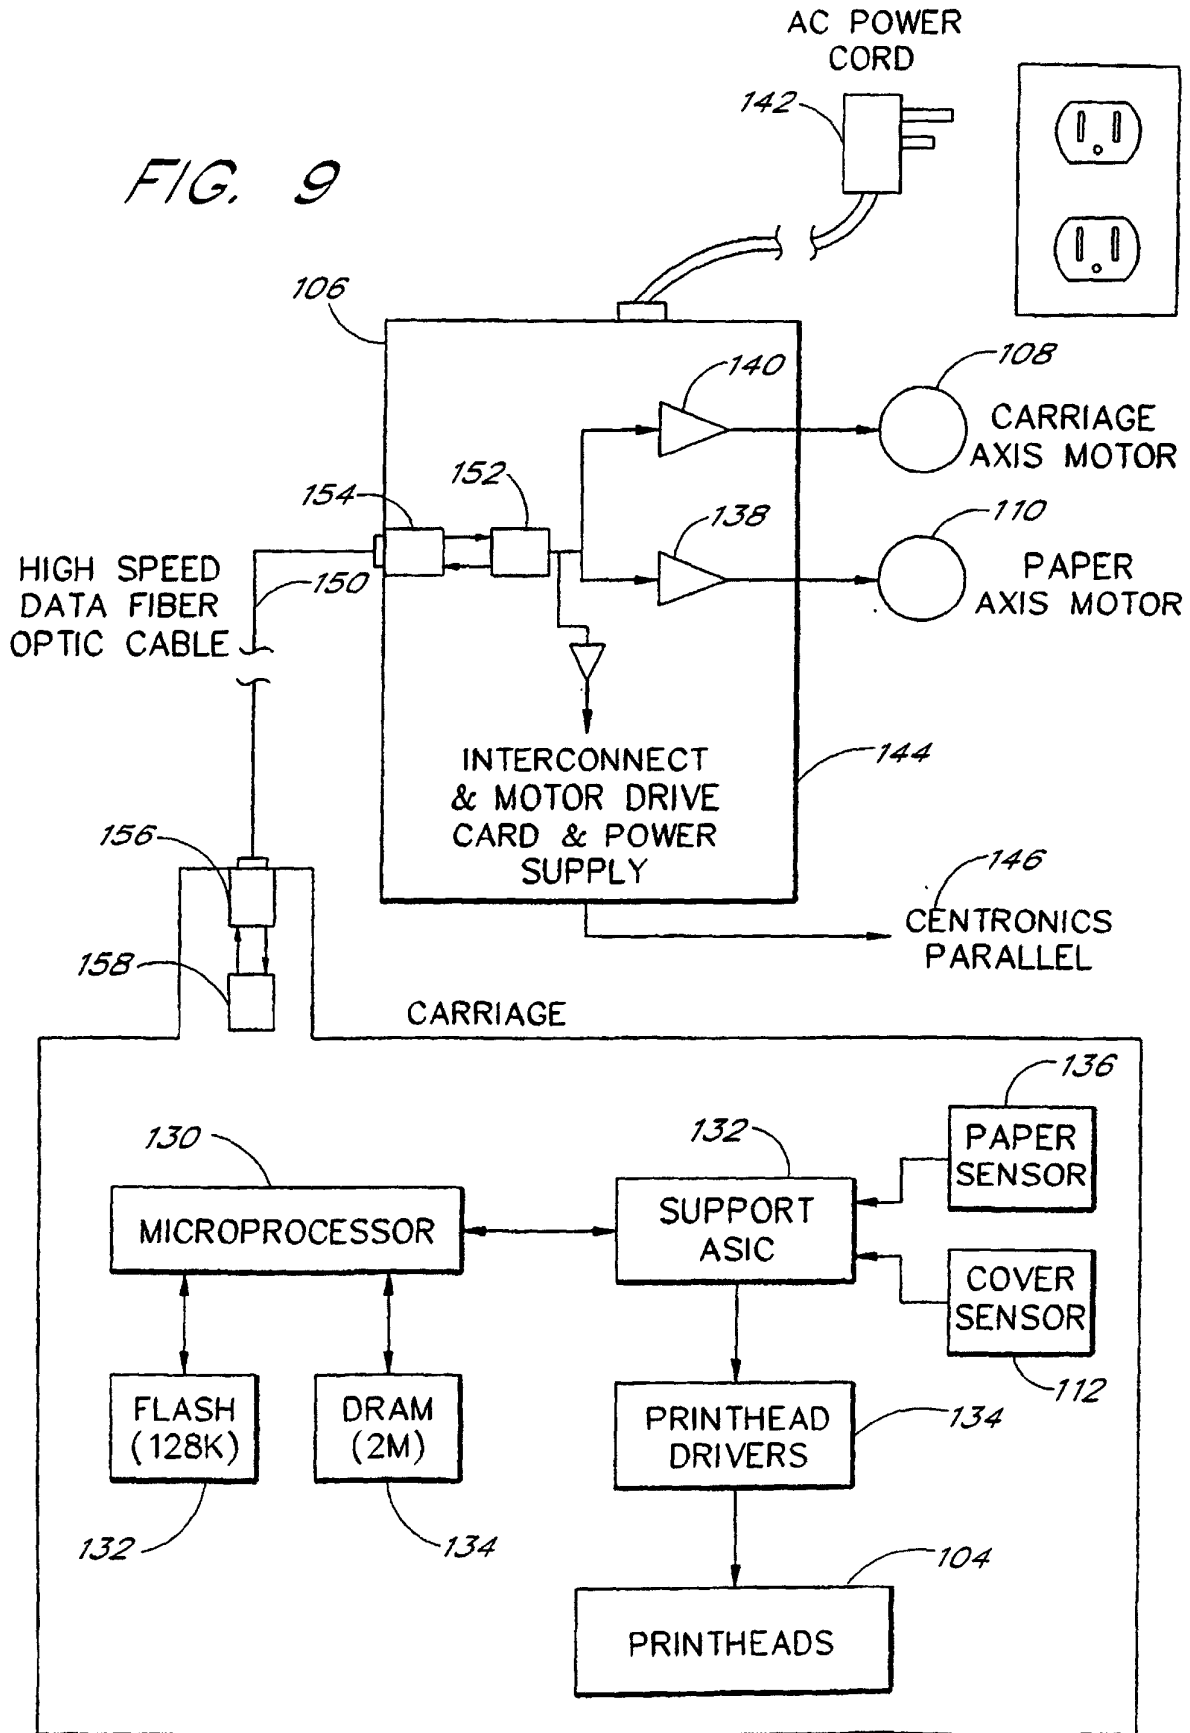 AC POWER
CORD
142
FIG. 9
106
140
108
CARRIAGE
AXIS MOTOR
152
154
138
110
PAPER
AXIS MOTOR
HIGH SPEED
DATA FIBER
OPTIC CABLE
150
INTERCONNECT
& MOTOR DRIVE
CARD & POWER
SUPPLY
144
156
146
CENTRONICS
PARALLEL
158
CARRIAGE
136
PAPER
SENSOR
130
132
MICROPROCESSOR
SUPPORT
ASIC
COVER
SENSOR
112
FLASH
(128K)
DRAM
(2M)
PRINTHEAD
DRIVERS
134
132
134
104
PRINTHEADS